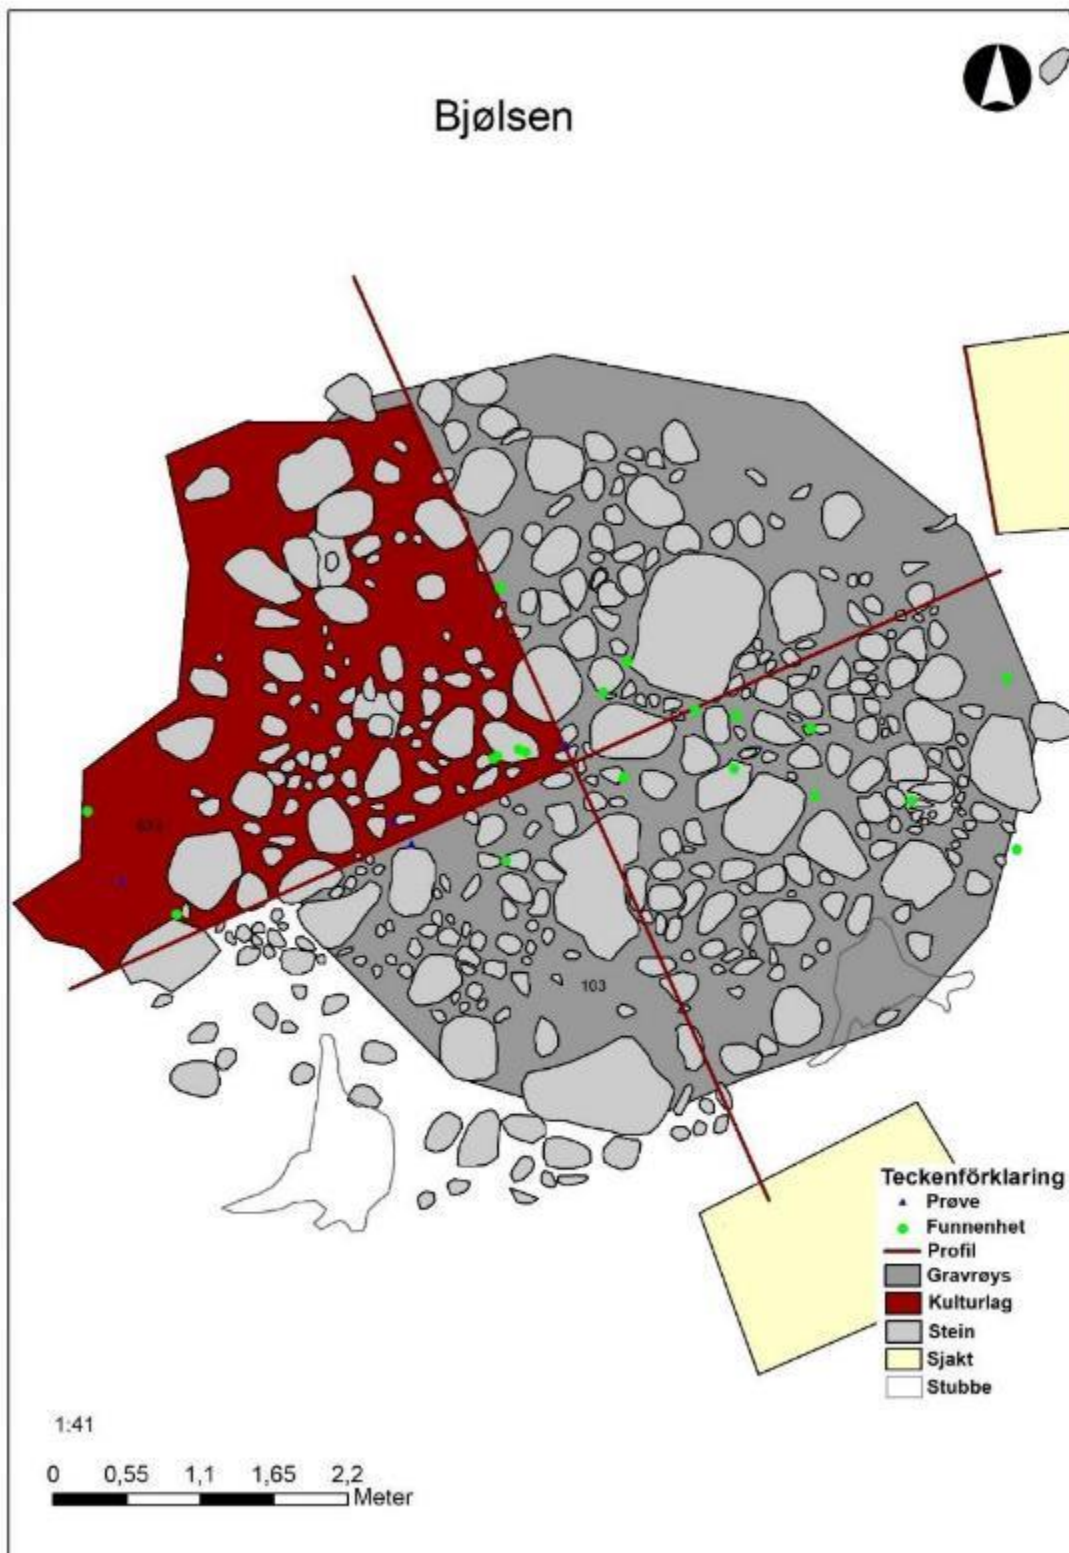 Bjølsen
103
Teckenförklaring
Prøve
Funnenhet
Profil
Gravrøys
Kulturlag
Stein
Sjakt
Stubbe
1:41
0 0,55 1,1 1,65 2,2
Meter